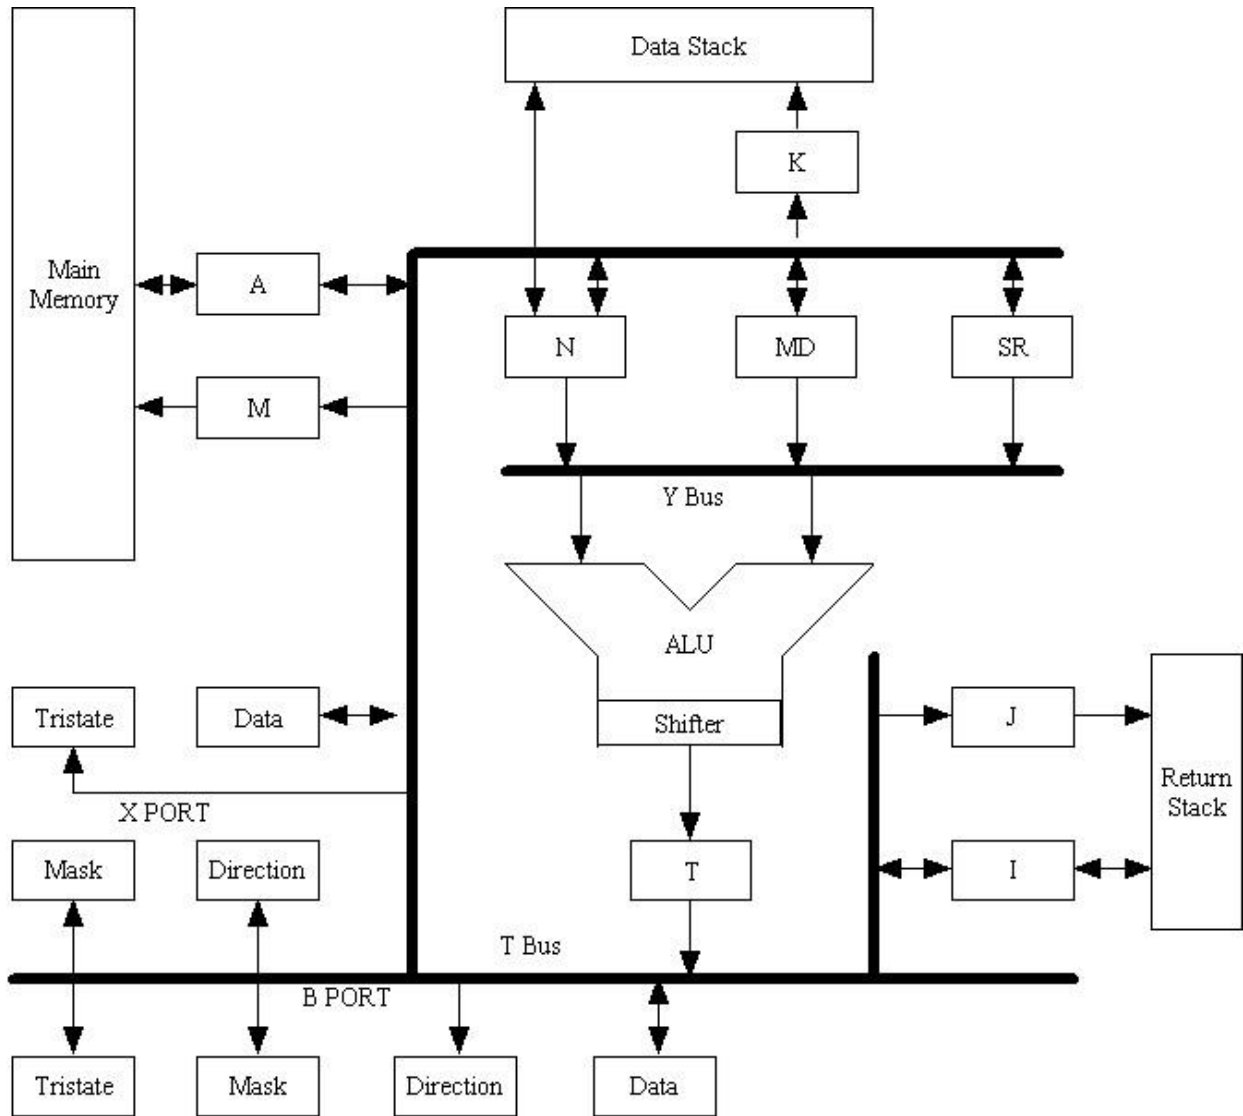 Data Stack
K
Main
Memory
A
N
MD
SR
M
Y Bus
ALU
Tristate
Data
Shifter
J
Return
Stack
X PORT
Mask
Direction
T
I
T Bus
B PORT
Tristate
Mask
Direction
Data